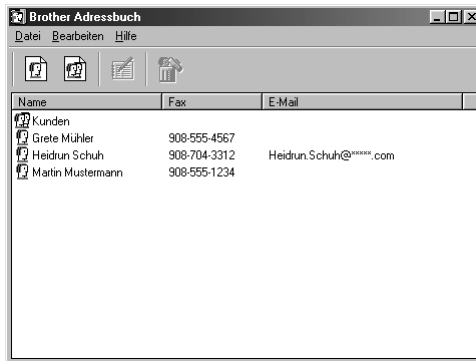 Brother Adressbuch
Datei Bearbeiten Hilfe
Name Fax E-Mail
Kunden
Grete Mühler 908-555-4567
Heidrun Schuh 908-704-3312 Heidrun.Schuh@*****.com
Martin Mustermann 908-555-1234